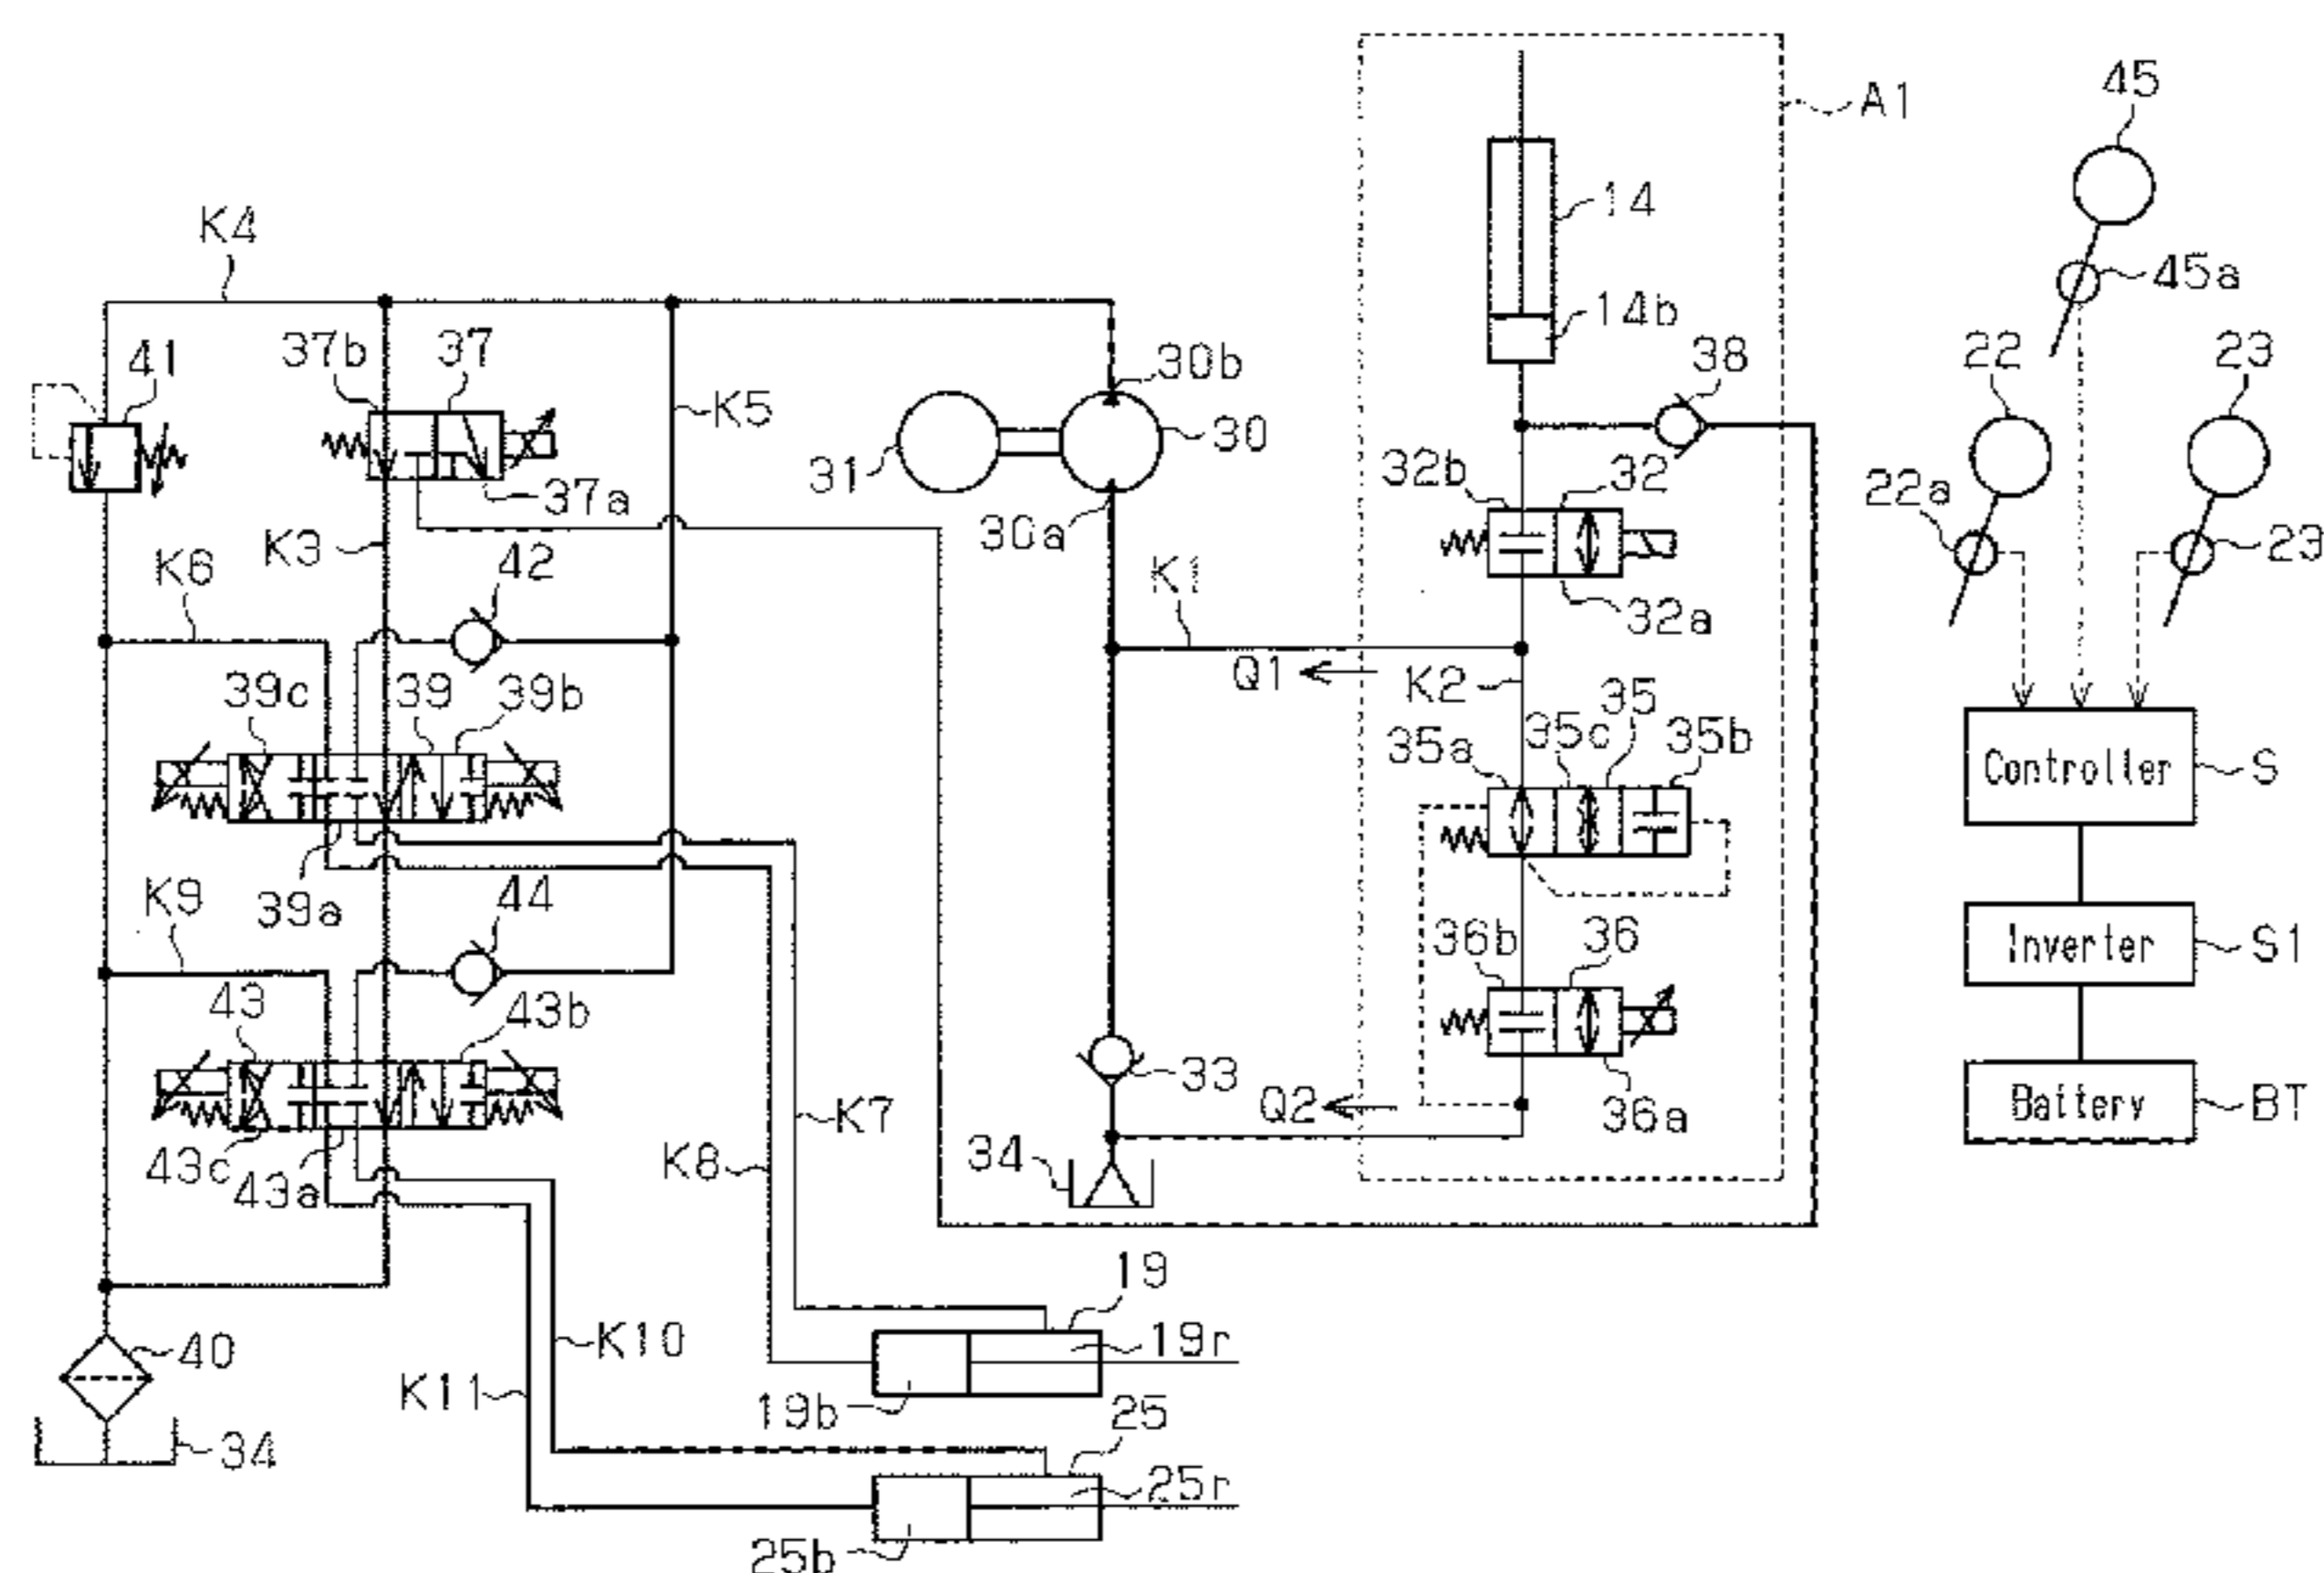 A1
45
14
K4
45a
14b
37b
37
41
30b
38
22
23
K5
30
31
32b
32
22a
37a
30a
K3
42
K6
K1
23
32a
Q1
K2
39c
39
39b
35
35c
35b
35a
Controller
S
K9
39a
44
36b
36
Inverter
S1
43
43b
33
Q2
36a
Battery
BT
K7
K8
34
43c
43a
19
40
K10
19r
K11
19b
25
34
25r
25b